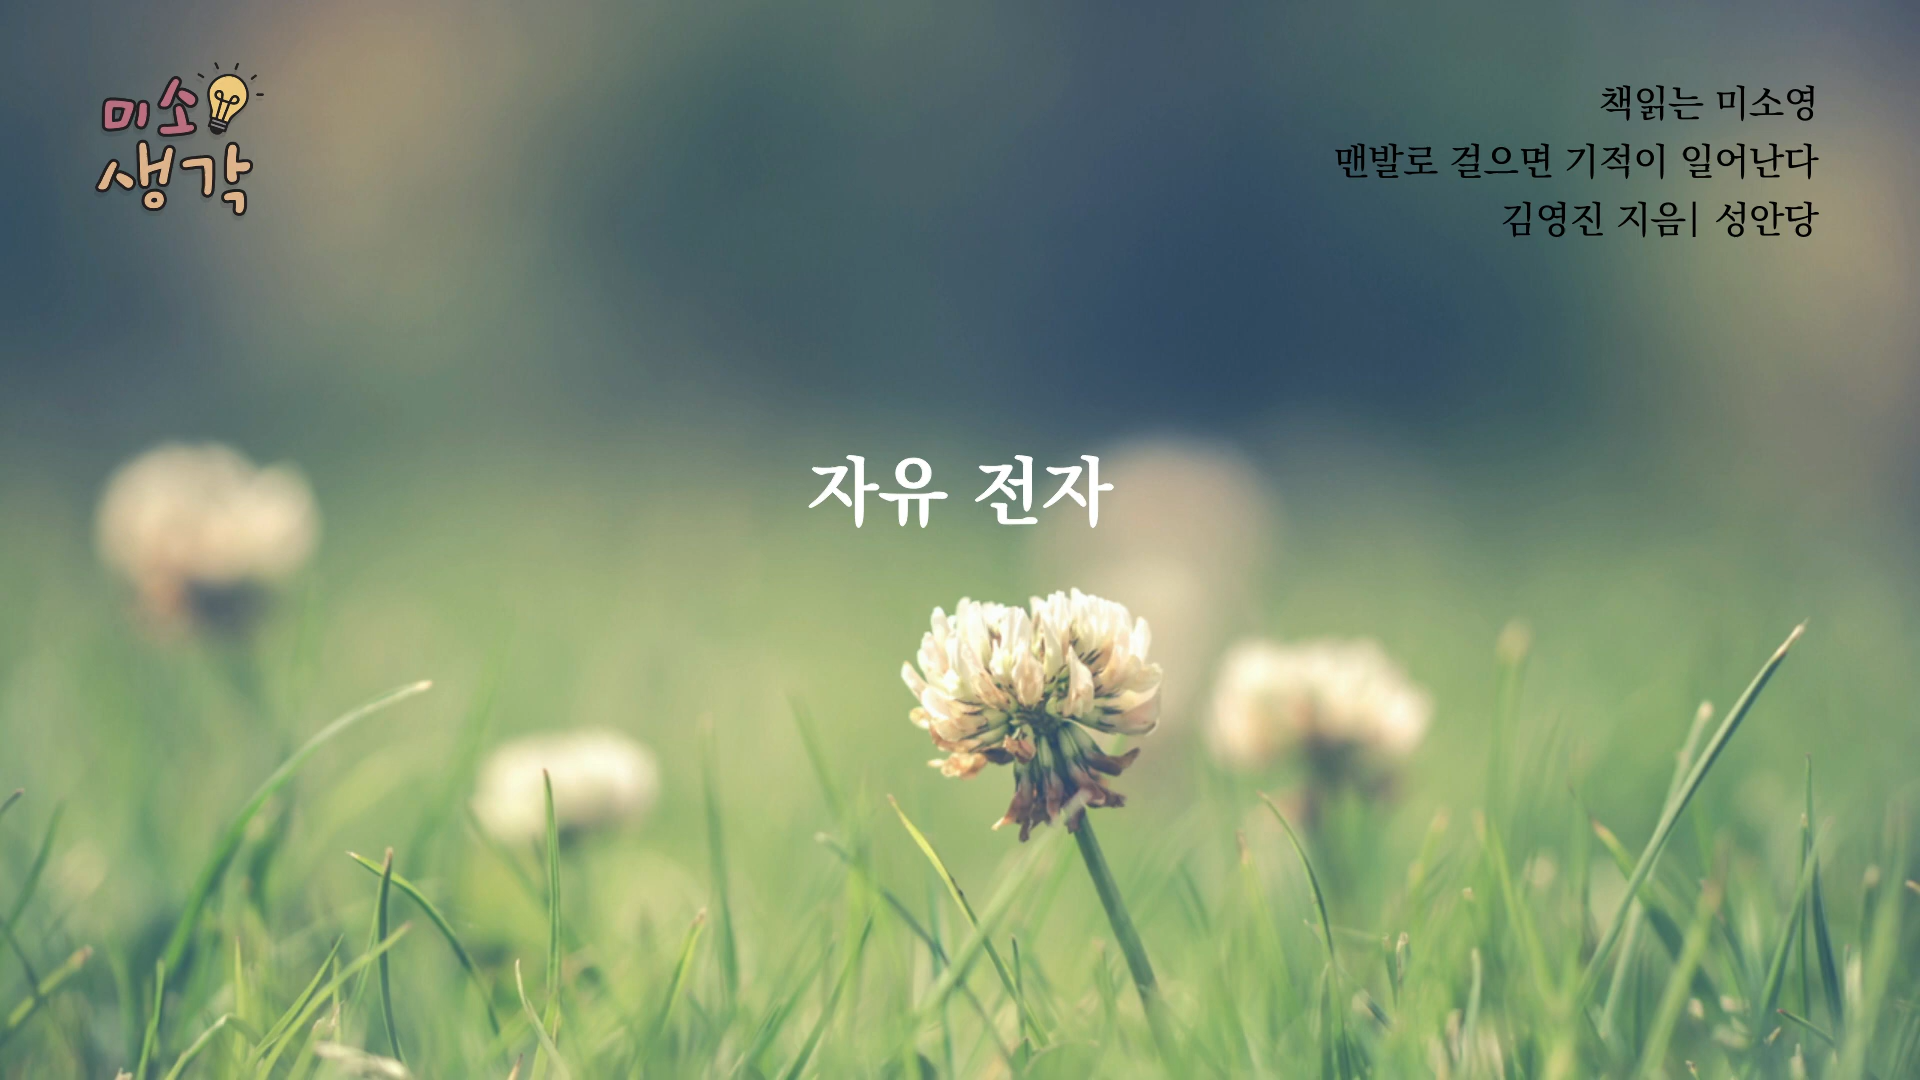 미소
생각
책읽는 미소영
맨발로 걸으면 기적이 일어난다
김영진 지음| 성안당
자유 전자